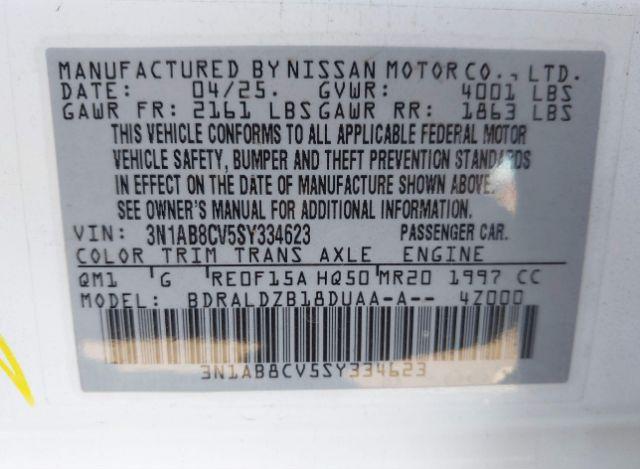 MANUFACTURED BY NISSAN MOTOR CO., LTD.
DATE: 04/25. GVWR: 4001 LBS
GAWR FR: 2161 LBS GAWR RR: 1863 LBS
THIS VEHICLE CONFORMS TO ALL APPLICABLE FEDERAL MOTOR
VEHICLE SAFETY, BUMPER AND THEFT PREVENTION STANDARDS
IN EFFECT ON THE DATE OF MANUFACTURE SHOWN ABOVE.
SEE OWNER'S MANUAL FOR ADDITIONAL INFORMATION.
VIN: 3N1AB8CV5SY334623 PASSENGER CAR.
COLOR TRIM TRANS AXLE ENGINE
QM1 G RE0F15A HQ50 MR20 1997 CC
MODEL: BDRALDZB18DUAA-A-- 4Z000
3N1AB8CV5SY334623